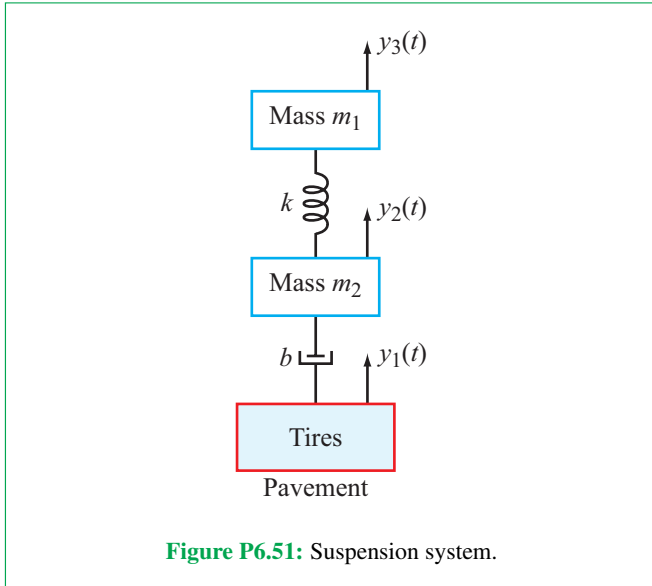 y₃(t)
Mass m₁
k
y₂(t)
Mass m₂
b
y₁(t)
Tires
Pavement
Figure P6.51: Suspension system.